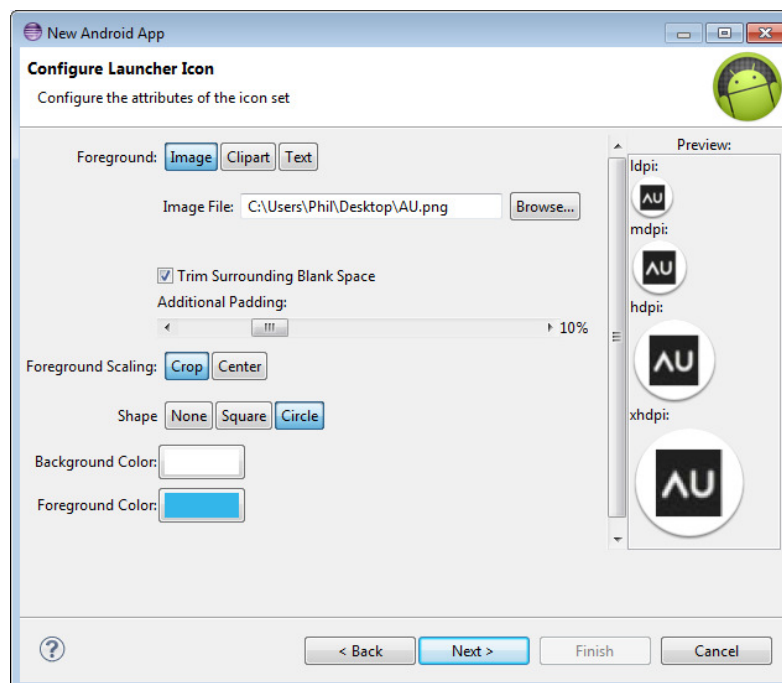 New Android App
Configure Launcher Icon
Configure the attributes of the icon set
Foreground: Image Clipart Text
Image File: C:\Users\Phil\Desktop\AU.png Browse...
Trim Surrounding Blank Space
Additional Padding:
10%
Foreground Scaling: Crop Center
Shape None Square Circle
Background Color:
Foreground Color:
Preview:
ldpi:
AU
mdpi:
AU
hdpi:
AU
xhdpi:
AU
? < Back Next > Finish Cancel